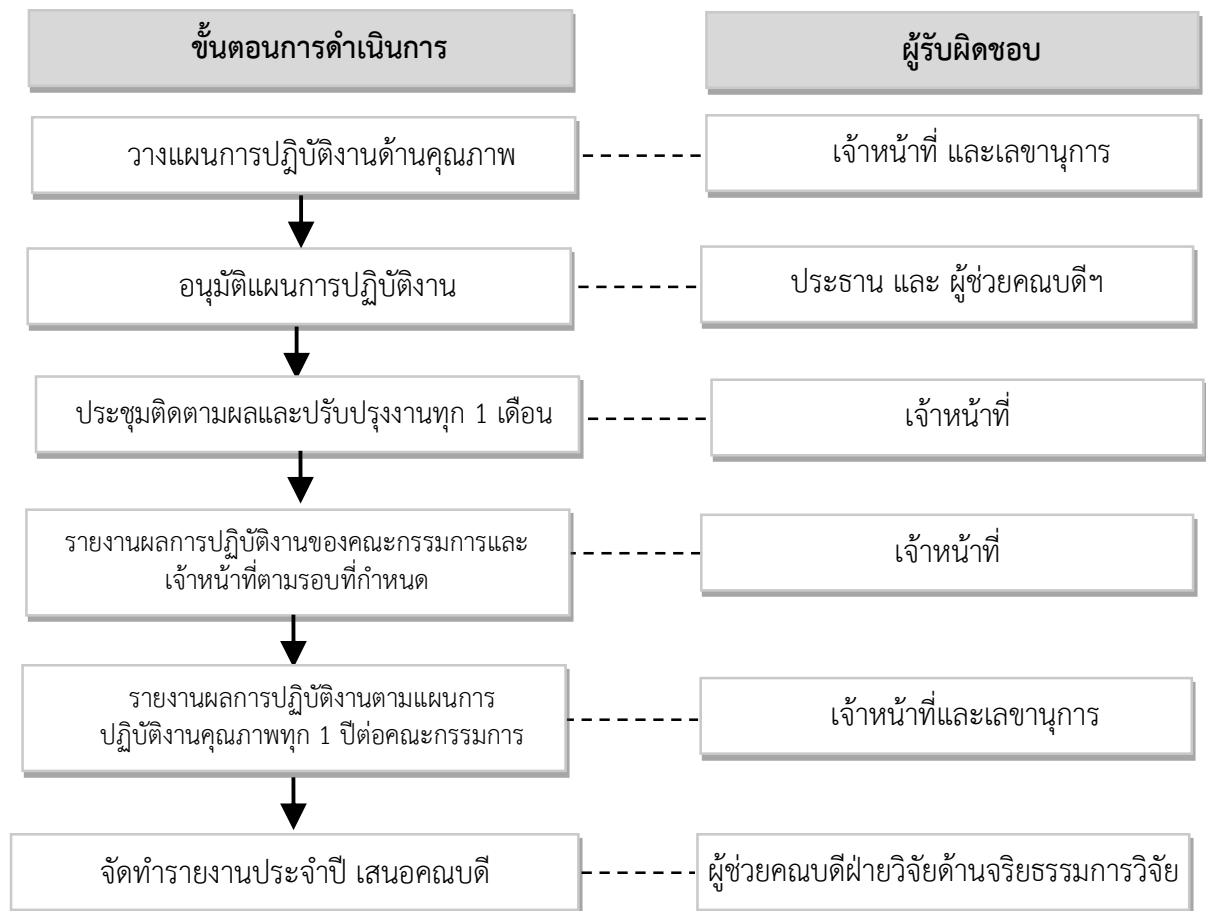 ขั้นตอนการดำเนินการ
ผู้รับผิดชอบ
วางแผนการปฎิบัติงานด้านคุณภาพ
เจ้าหน้าที่ และเลขานุการ
อนุมัติแผนการปฏิบัติงาน
ประธาน และ ผู้ช่วยคณบดีฯ
ประชุมติดตามผลและปรับปรุงงานทุก 1 เดือน
เจ้าหน้าที่
รายงานผลการปฏิบัติงานของคณะกรรมการและ
เจ้าหน้าที่ตามรอบที่กำหนด
เจ้าหน้าที่
รายงานผลการปฏิบัติงานตามแผนการ
ปฏิบัติงานคุณภาพทุก 1 ปีต่อคณะกรรมการ
เจ้าหน้าที่และเลขานุการ
จัดทำรายงานประจำปี เสนอคณบดี
ผู้ช่วยคณบดีฝ่ายวิจัยด้านจริยธรรมการวิจัย